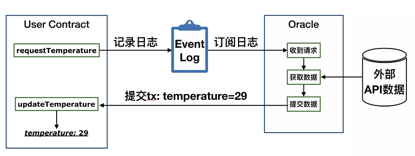 User Contract
Oracle
requestTemperature
记录日志
Event
Log
订阅日志
收到请求
获取数据
提交数据
外部
API数据
updateTemperature
提交tx: temperature=29
temperature: 29